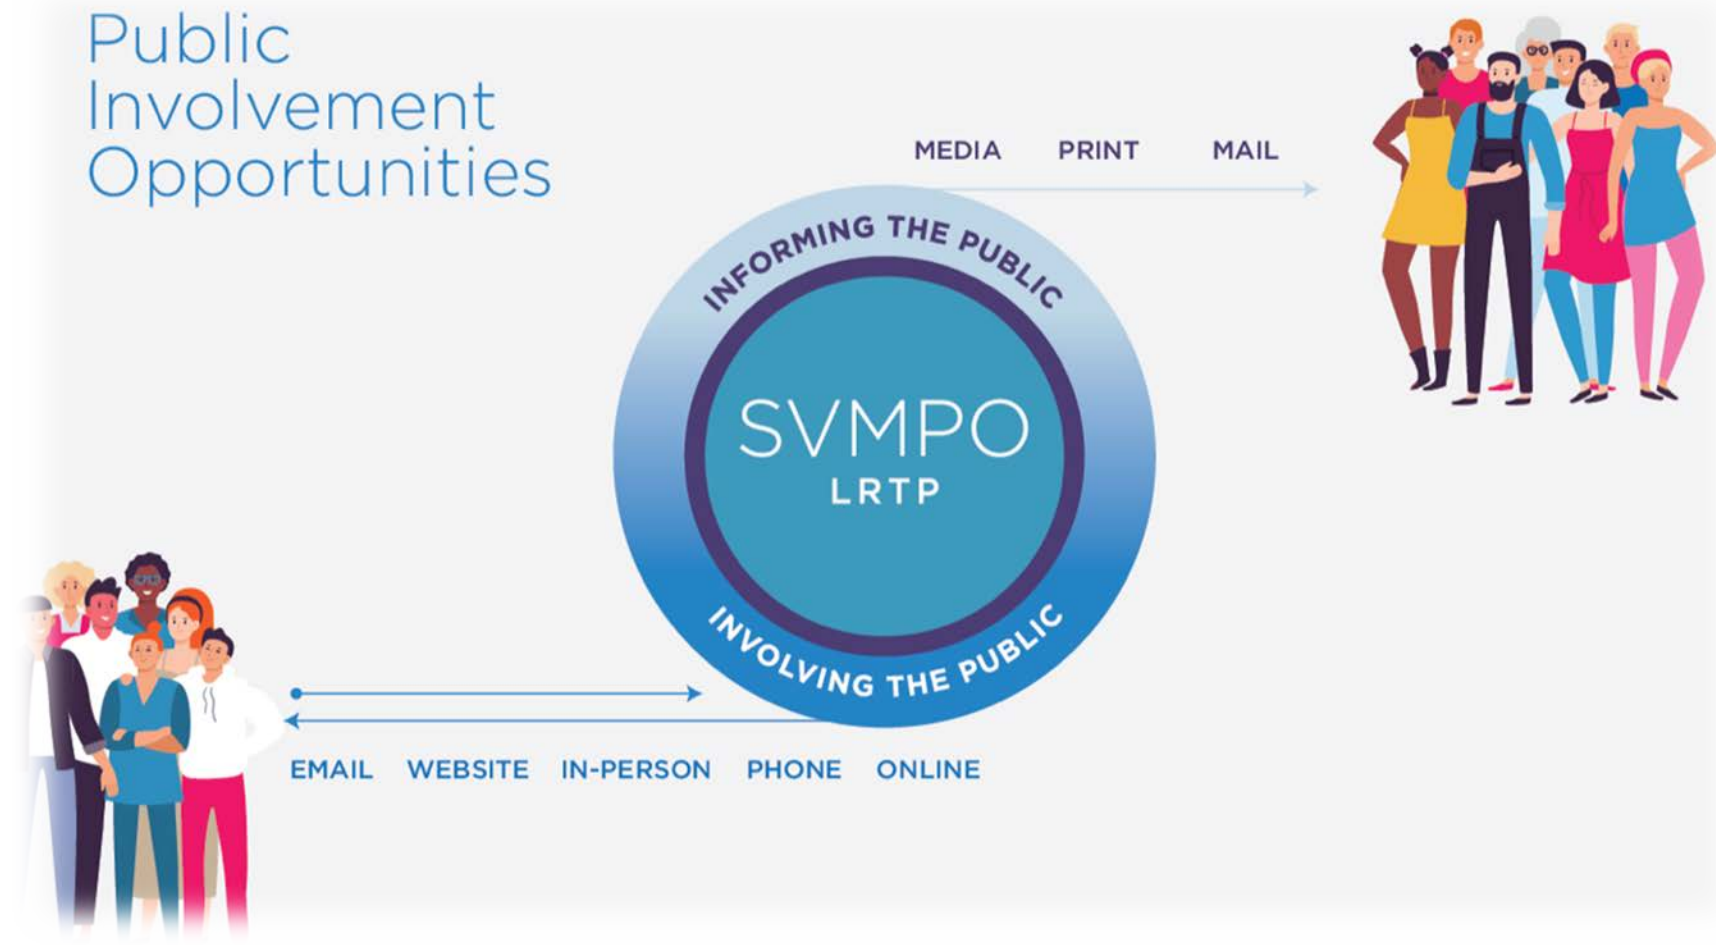 Public
Involvement
Opportunities
MEDIA PRINT MAIL
INFORMING THE PUBLIC
SVMPO
LRTP
INVOLVING THE PUBLIC
EMAIL WEBSITE IN-PERSON PHONE ONLINE